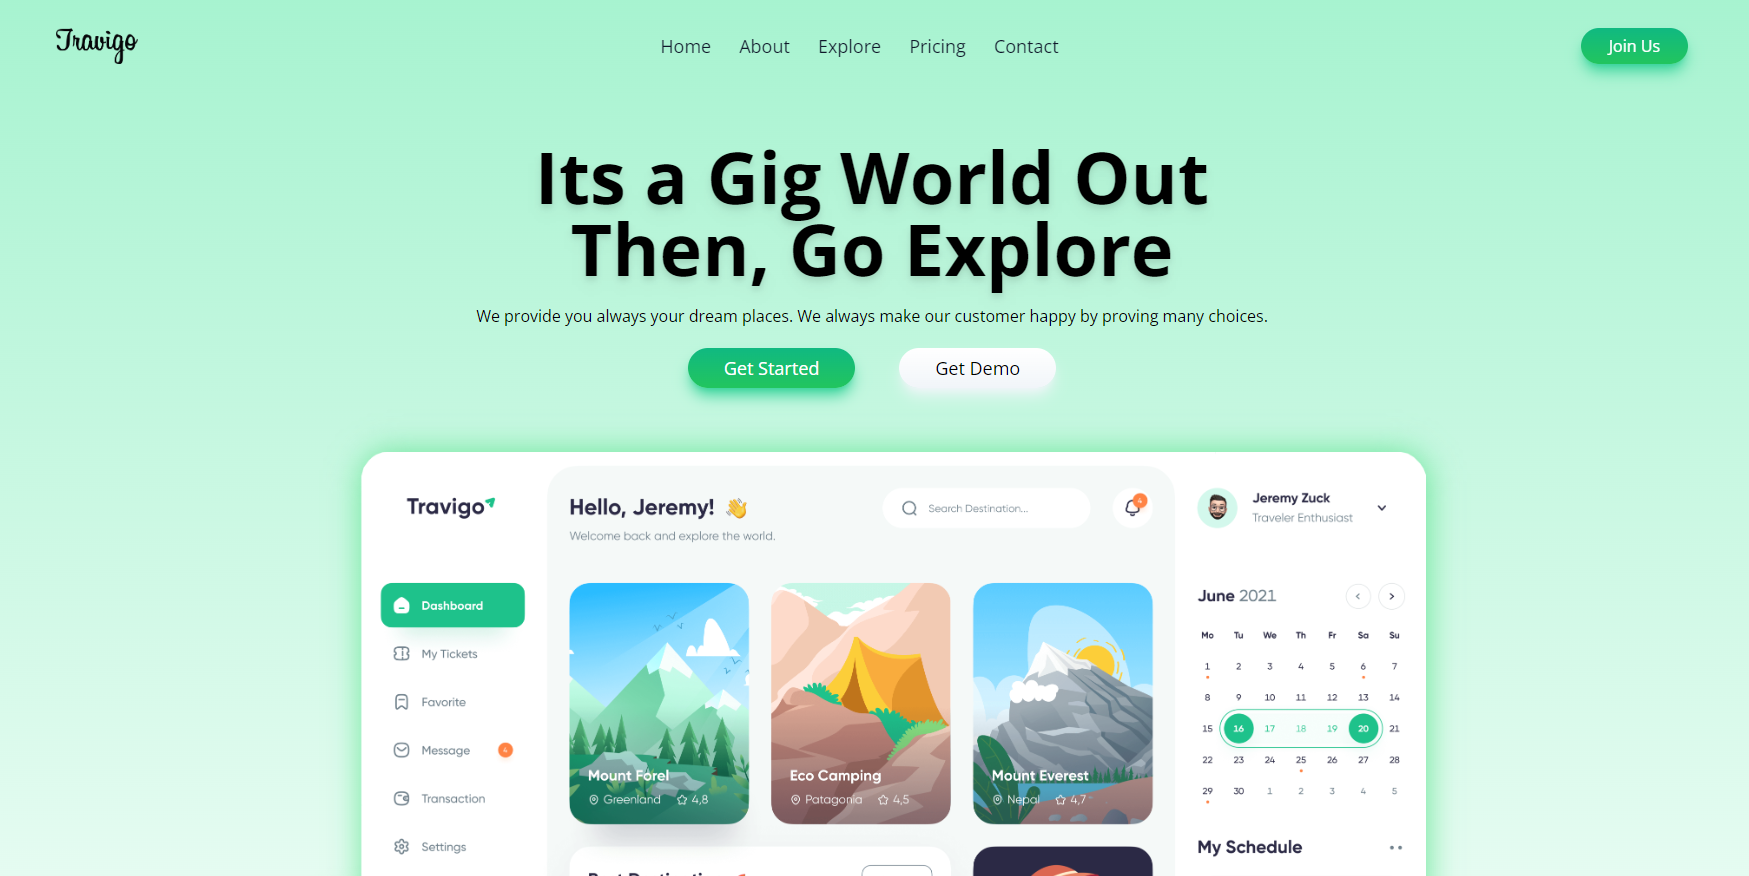 Travigo
Home About Explore Pricing Contact
Join Us
Its a Gig World Out
Then, Go Explore
We provide you always your dream places. We always make our customer happy by proving many choices.
Get Started Get Demo
Travigo
Dashboard
My Tickets
Favorite
Message 4
Transaction
Settings
Hello, Jeremy! 👋
Welcome back and explore the world.
Search Destination...
4
Mount Forel
Greenland 4,8
Eco Camping
Patagonia 4,5
Mount Everest
Nepal 4,7
Jeremy Zuck
Traveler Enthusiast
June 2021
Mo Tu We Th Fr Sa Su
1 2 3 4 5 6 7
8 9 10 11 12 13 14
15 16 17 18 19 20 21
22 23 24 25 26 27 28
29 30 1 2 3 4 5
My Schedule